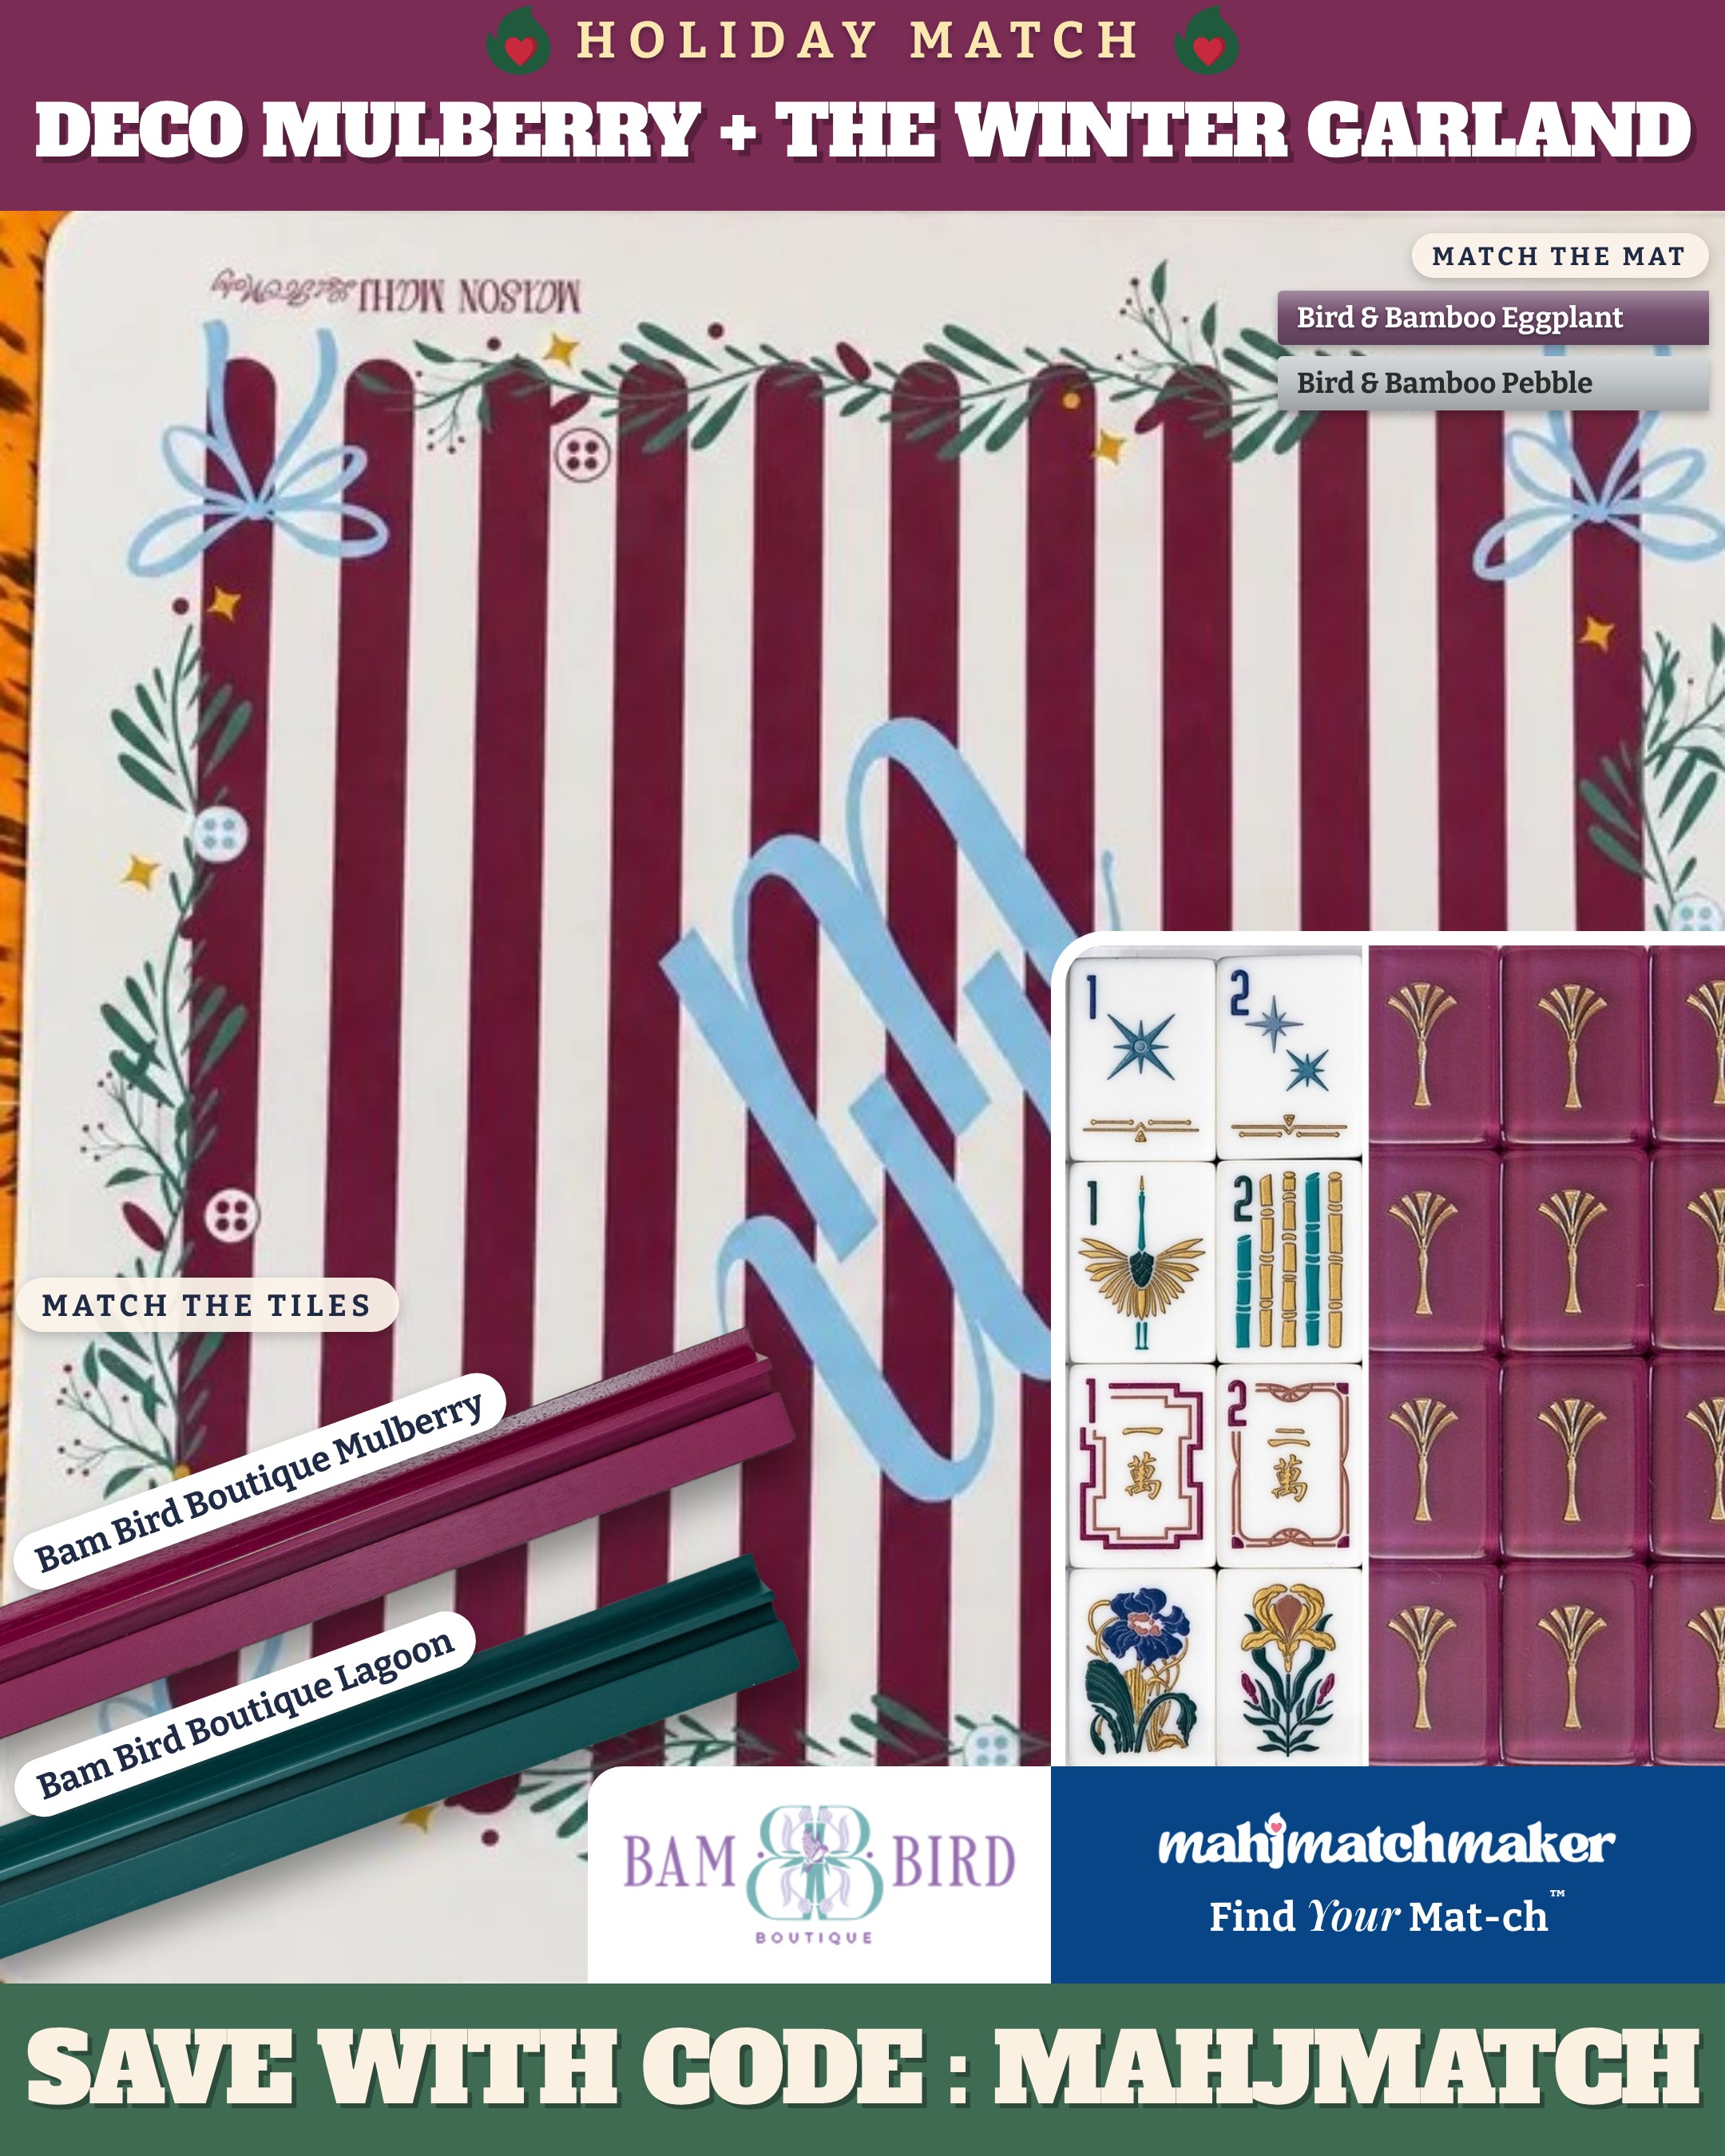 HOLIDAY MATCH
DECO MULBERRY + THE WINTER GARLAND
MAISON MAHJ
MATCH THE MAT
Bird & Bamboo Eggplant
Bird & Bamboo Pebble
1
2
1
2
1
一
萬
2
二
萬
MATCH THE TILES
Bam Bird Boutique Mulberry
Bam Bird Boutique Lagoon
BAM BIRD
BOUTIQUE
mahjmatchmaker
Find Your Mat-ch™
SAVE WITH CODE : MAHJMATCH